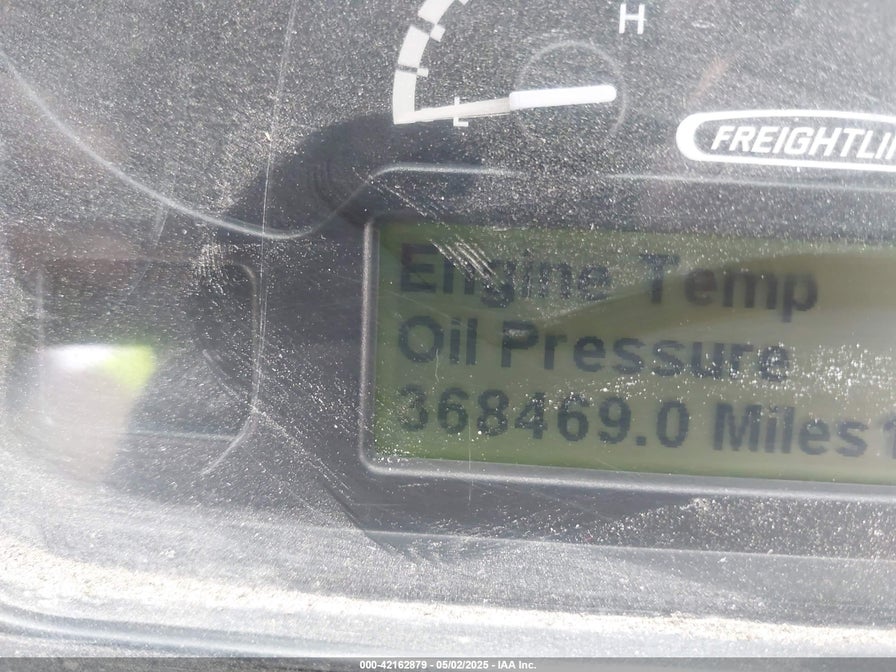 H
E
FREIGHTLI
Engine Temp
Oil Pressure
368469.0 Miles
000-42162879 - 05/02/2025 - IAA Inc.